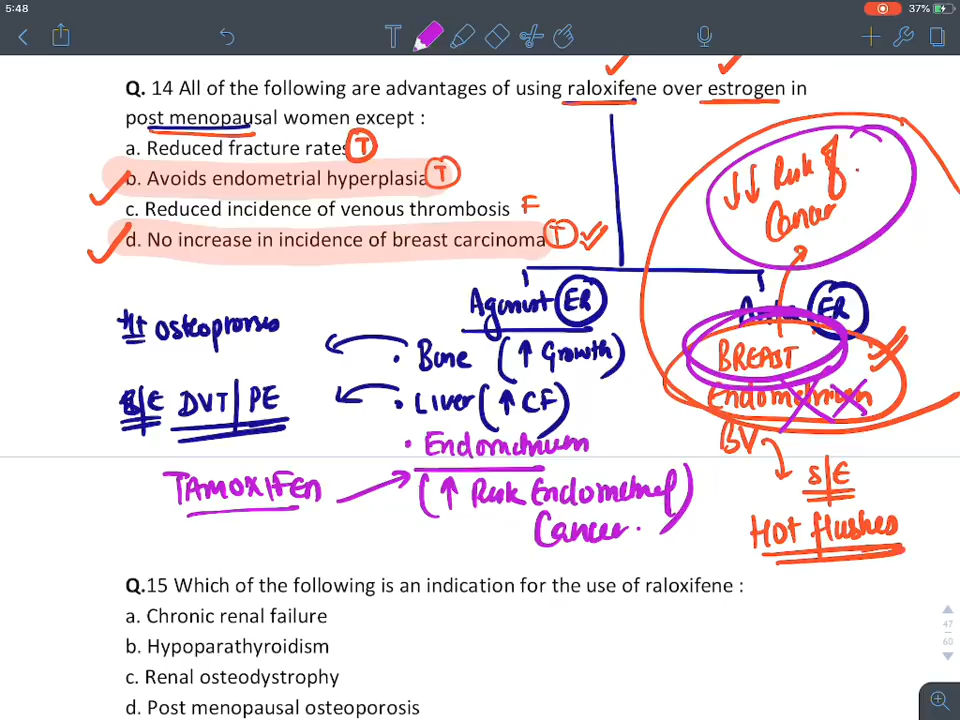 5:48
37%
Q. 14 All of the following are advantages of using raloxifene over estrogen in
post menopausal women except :
a. Reduced fracture rates T
b. Avoids endometrial hyperplasia T
c. Reduced incidence of venous thrombosis F
d. No increase in incidence of breast carcinoma T
↓↓ Risk of
Cancer
Agonist ER
ER
osteoporosis
• Bone (↑ Growth)
BREAST
S/E DVT | PE
• Liver (↑ CF)
Endometrium
• Endometrium
BV
TAMOXIFEN
(↑ Risk Endometrial
Cancer.
S/E
Hot flushes
Q.15 Which of the following is an indication for the use of raloxifene :
a. Chronic renal failure
b. Hypoparathyroidism
c. Renal osteodystrophy
d. Post menopausal osteoporosis
47
60